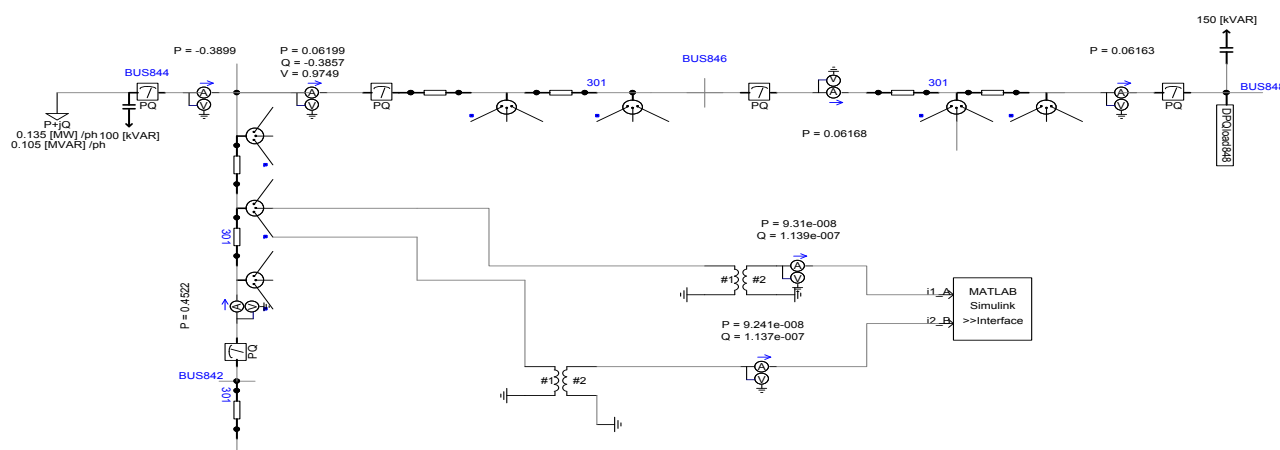 150 [kVAR]
P = -0.3899
P = 0.06199
Q = -0.3857
V = 0.9749
P = 0.06163
BUS844
BUS846
BUS848
301
301
A
V
A
V
V
A
A
V
PQ
PQ
PQ
PQ
P+jQ
0.135 [MW] /ph
0.105 [MVAR] /ph
100 [kVAR]
P = 0.06168
DPQload848
301
P = 9.31e-008
Q = 1.139e-007
#1
#2
A
V
i1_A
i2_B
MATLAB
Simulink
>>Interface
P = 0.4522
A
V
PQ
P = 9.241e-008
Q = 1.137e-007
#1
#2
A
V
BUS842
301